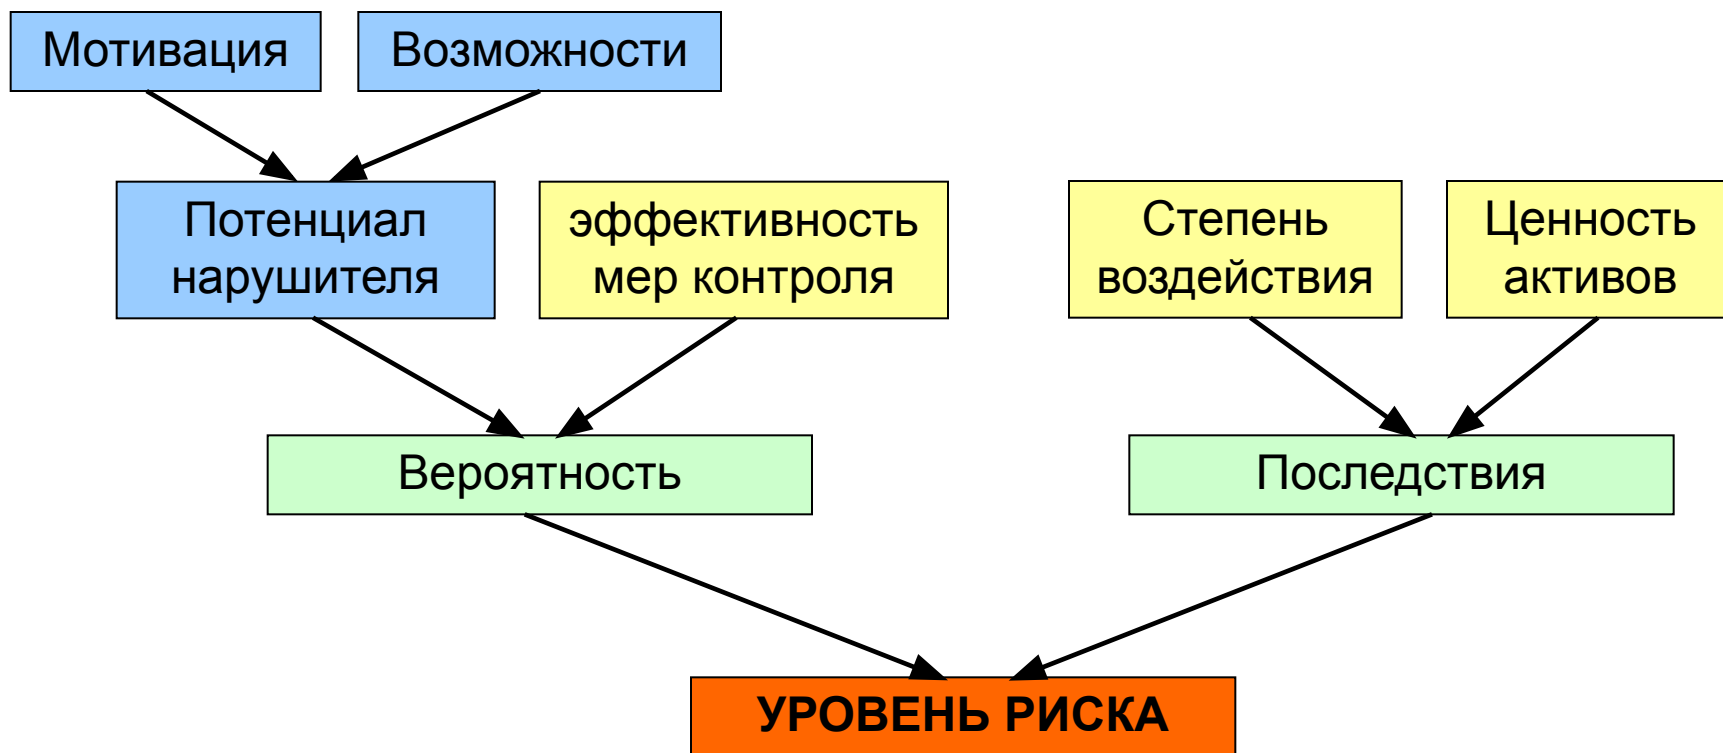 Мотивация
Возможности
Потенциал
нарушителя
эффективность
мер контроля
Степень
воздействия
Ценность
активов
Вероятность
Последствия
УРОВЕНЬ РИСКА